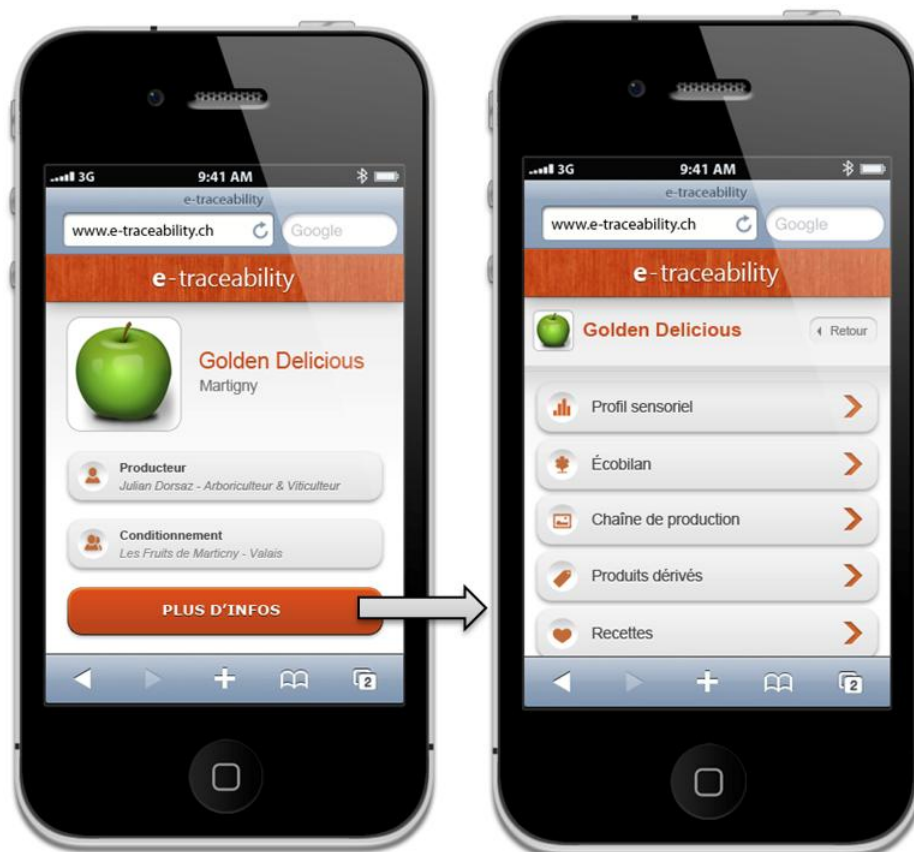 3G 9:41 AM
e-traceability
www.e-traceability.ch Google
e-traceability
Golden Delicious
Martigny
Producteur
Julian Dorsaz - Arboriculteur & Viticulteur
Conditionnement
Les Fruits de Marticny - Valais
PLUS D'INFOS
2
3G 9:41 AM
e-traceability
www.e-traceability.ch Google
e-traceability
Golden Delicious Retour
Profil sensoriel
Écobilan
Chaîne de production
Produits dérivés
Recettes
2